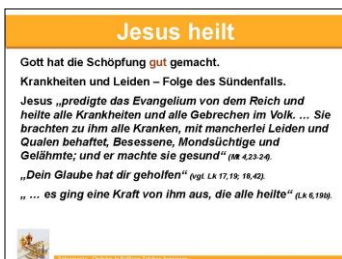 Jesus heilt
Gott hat die Schöpfung gut gemacht.
Krankheiten und Leiden – Folge des Sündenfalls.
Jesus „predigte das Evangelium von dem Reich und
heilte alle Krankheiten und alle Gebrechen im Volk. … Sie
brachten zu ihm alle Kranken, mit mancherlei Leiden und
Qualen behaftet, Besessene, Mondsüchtige und
Gelähmte; und er machte sie gesund“ (Mt 4,23-24).
„Dein Glaube hat dir geholfen“ (vgl. Lk 17,19; 18,42).
„ … es ging eine Kraft von ihm aus, die alle heilte“ (Lk 6,19b).